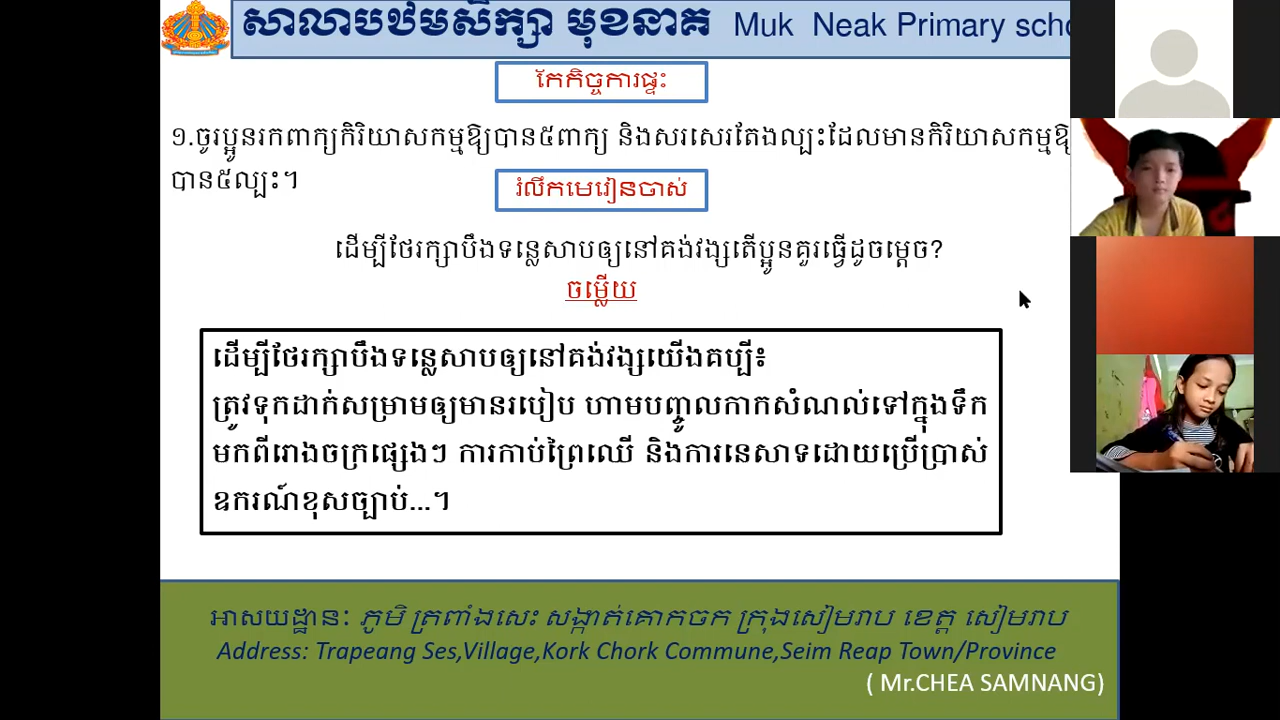 សាលាបឋមសិក្សា មុខនាគ Muk Neak Primary scho
កែកិច្ចការផ្ទះ
១.ចូរប្អូនរកពាក្យកិរិយាសកម្មឱ្យបាន៥ពាក្យ និងសរសេរតែងល្បះដែលមានកិរិយាសកម្មឱ្យ
បាន៥ល្បះ។
រំលឹកមេរៀនចាស់
ដើម្បីថែរក្សាបឹងទន្លេសាបឲ្យនៅគង់វង្សតើប្អូនគួរធ្វើដូចម្តេច?
ចម្លើយ
ដើម្បីថែរក្សាបឹងទន្លេសាបឲ្យនៅគង់វង្សយើងគប្បី៖
ត្រូវទុកដាក់សម្រាមឲ្យមានរបៀប ហាមបញ្ចូលកាកសំណល់ទៅក្នុងទឹក
មកពីរោងចក្រផ្សេងៗ ការកាប់ព្រៃឈើ និងការនេសាទដោយប្រើប្រាស់
ឧករណ៍ខុសច្បាប់...។
អាសយដ្ឋានៈ ភូមិ ត្រពាំងសេះ សង្កាត់គោកចក ក្រុងសៀមរាប ខេត្ត សៀមរាប
Address: Trapeang Ses,Village,Kork Chork Commune,Seim Reap Town/Province
( Mr.CHEA SAMNANG)